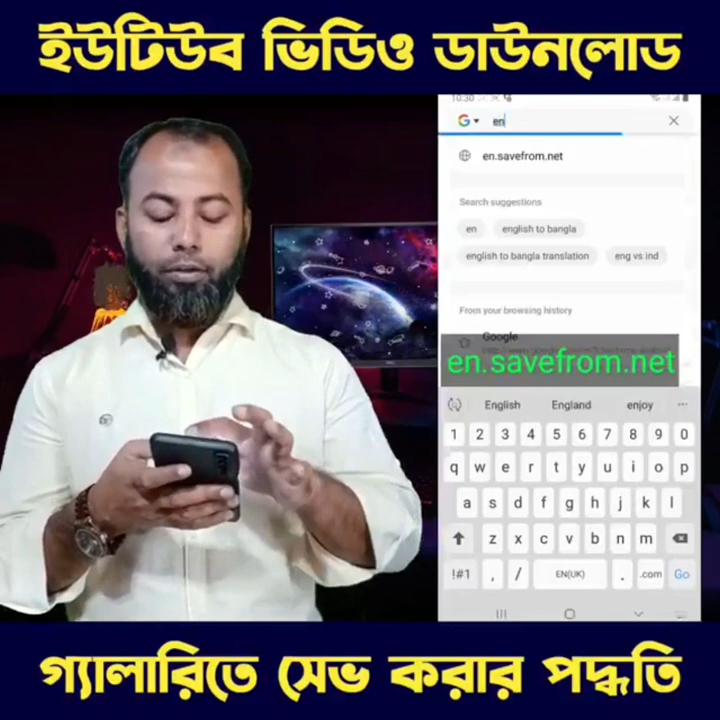 ইউটিউব ভিডিও ডাউনলোড
10:30
en
en.savefrom.net
Search suggestions
en
english to bangla
english to bangla translation
eng vs ind
From your browsing history
Google
en.savefrom.net
English England enjoy ...
1 2 3 4 5 6 7 8 9 0
q w e r t y u i o p
a s d f g h j k l
z x c v b n m
!#1 , / EN(UK) . .com Go
গ্যালারিতে সেভ করার পদ্ধতি